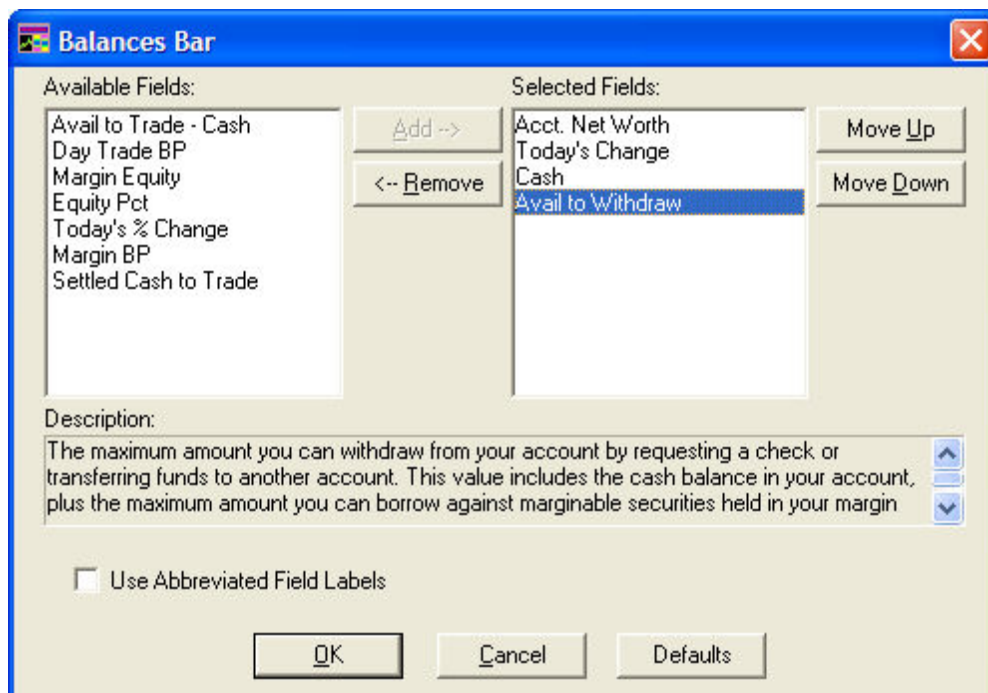 Balances Bar
Available Fields:
Avail to Trade - Cash
Day Trade BP
Margin Equity
Equity Pct
Today's % Change
Margin BP
Settled Cash to Trade
Add -->
<-- Remove
Selected Fields:
Acct. Net Worth
Today's Change
Cash
Avail to Withdraw
Move Up
Move Down
Description:
The maximum amount you can withdraw from your account by requesting a check or
transferring funds to another account. This value includes the cash balance in your account,
plus the maximum amount you can borrow against marginable securities held in your margin
Use Abbreviated Field Labels
OK
Cancel
Defaults